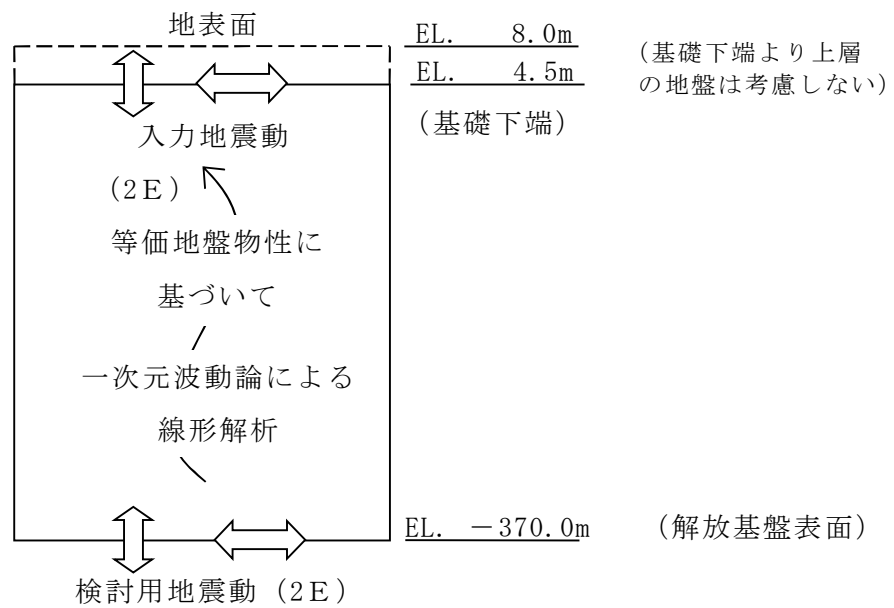 地表面
EL. 8.0m
(基礎下端より上層
の地盤は考慮しない)
EL. 4.5m
(基礎下端)
入力地震動
(2E)
等価地盤物性に
基づいて
一次元波動論による
線形解析
EL. －370.0m
(解放基盤表面)
検討用地震動 (2E)